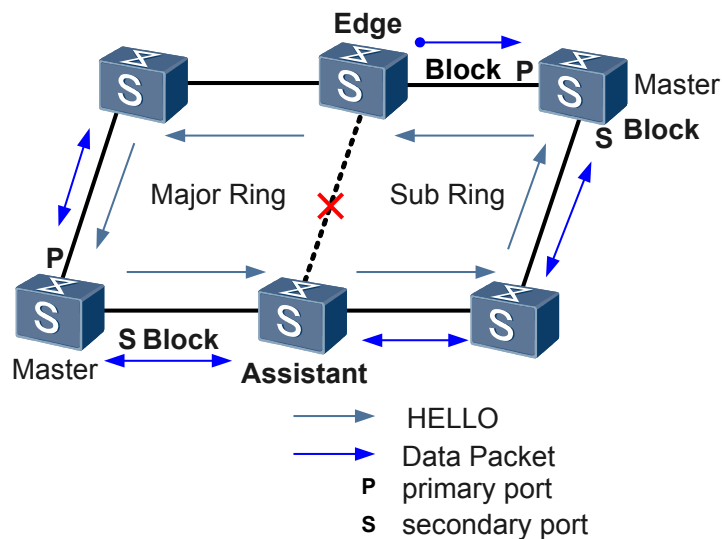 Edge
S
S
Block P
S
Master
S Block
Major Ring
Sub Ring
P
S
S
S
S Block
Master
Assistant
HELLO
Data Packet
P primary port
S secondary port